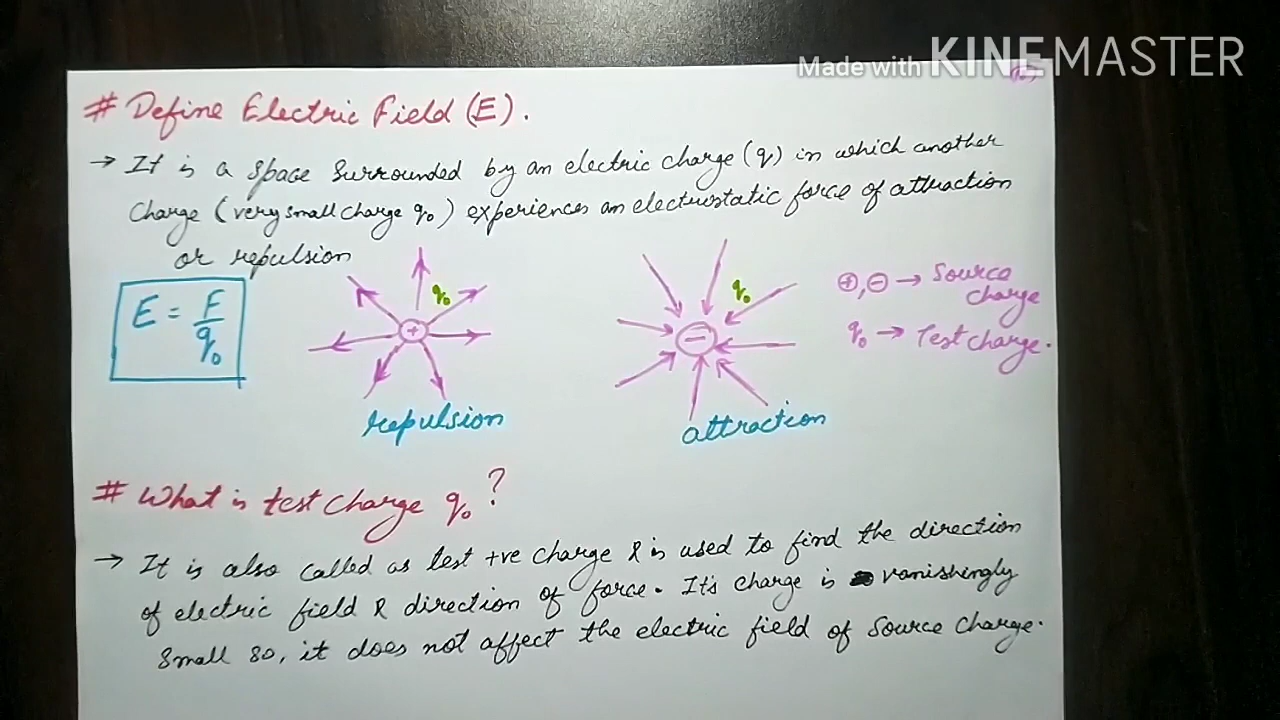 Made with KINEMASTER
# Define Electric Field (E).
→ It is a space surrounded by an electric charge (q) in which another
charge (very small charge q₀) experiences an electrostatic force of attraction
or repulsion
E = F/q₀
q₀
+
repulsion
q₀
−
attraction
⊕,⊖ → Source
charge
q₀ → Test charge.
# What is test charge q₀?
→ It is also called as test +ve charge & is used to find the direction
of electric field & direction of force. It's charge is vanishingly
small so, it does not affect the electric field of source charge.